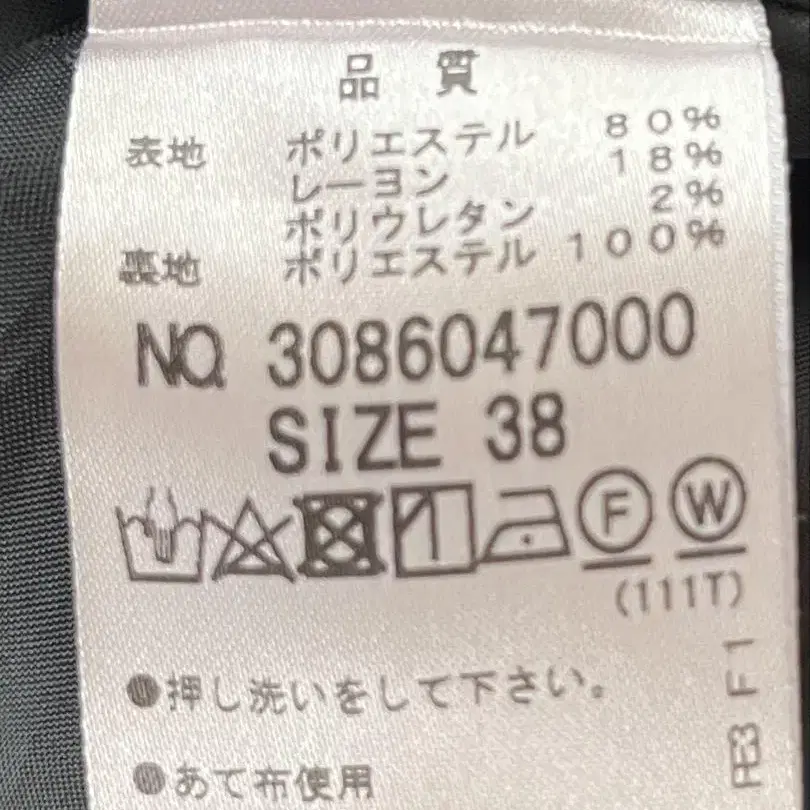 品質
表地 ポリエステル 80%
レーヨン 18%
ポリウレタン 2%
裏地 ポリエステル 100%
NO. 3086047000
SIZE 38
F W
(111T)
●押し洗いをして下さい。
●あて布使用
F1